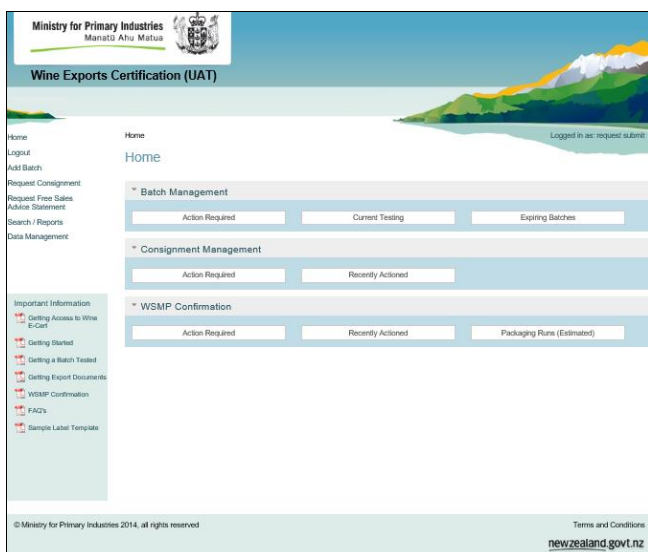 Ministry for Primary Industries
Manatū Ahu Matua
Wine Exports Certification (UAT)
Home
Logout
Add Batch
Request Consignment
Request Free Sales
Advice Statement
Search / Reports
Data Management
Home
Logged in as: request submit
Home
Batch Management
Action Required
Current Testing
Expiring Batches
Consignment Management
Action Required
Recently Actioned
WSMP Confirmation
Action Required
Recently Actioned
Packaging Runs (Estimated)
Important Information
Getting Access to Wine
E-Cert
Getting Started
Getting a Batch Tested
Getting Export Documents
WSMP Confirmation
FAQ's
Sample Label Template
© Ministry for Primary Industries 2014, all rights reserved
Terms and Conditions
newzealand.govt.nz